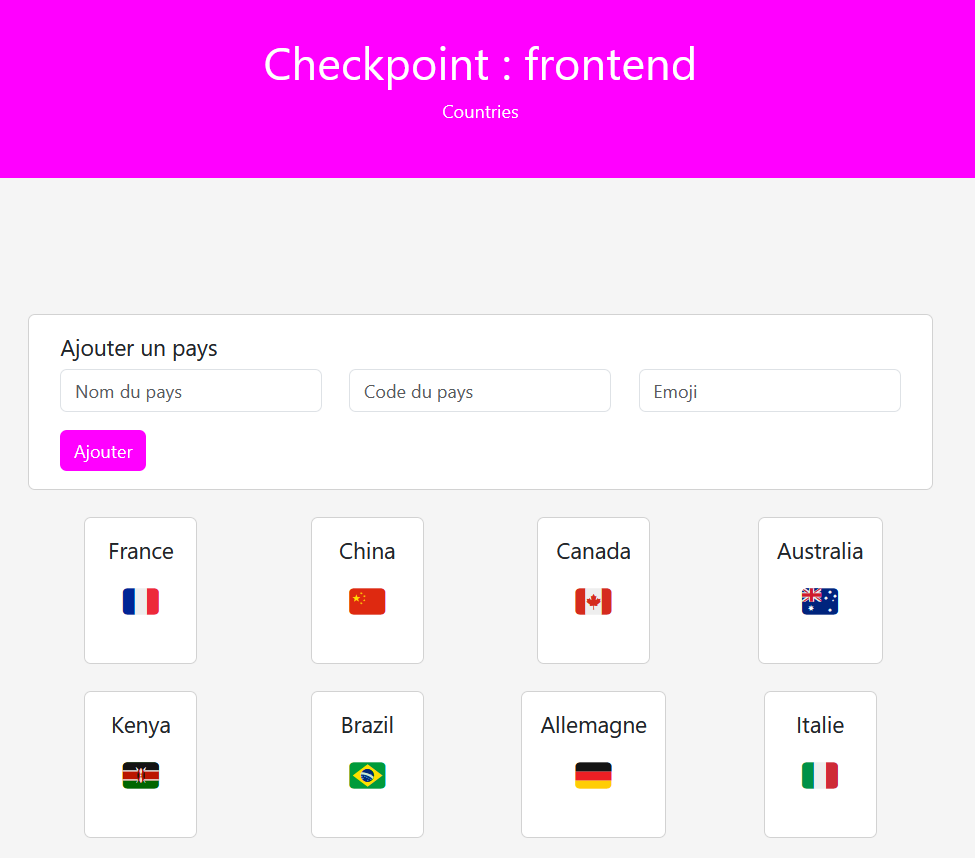 Checkpoint : frontend
Countries
Ajouter un pays
Nom du pays Code du pays Emoji
Ajouter
France China Canada Australia
Kenya Brazil Allemagne Italie